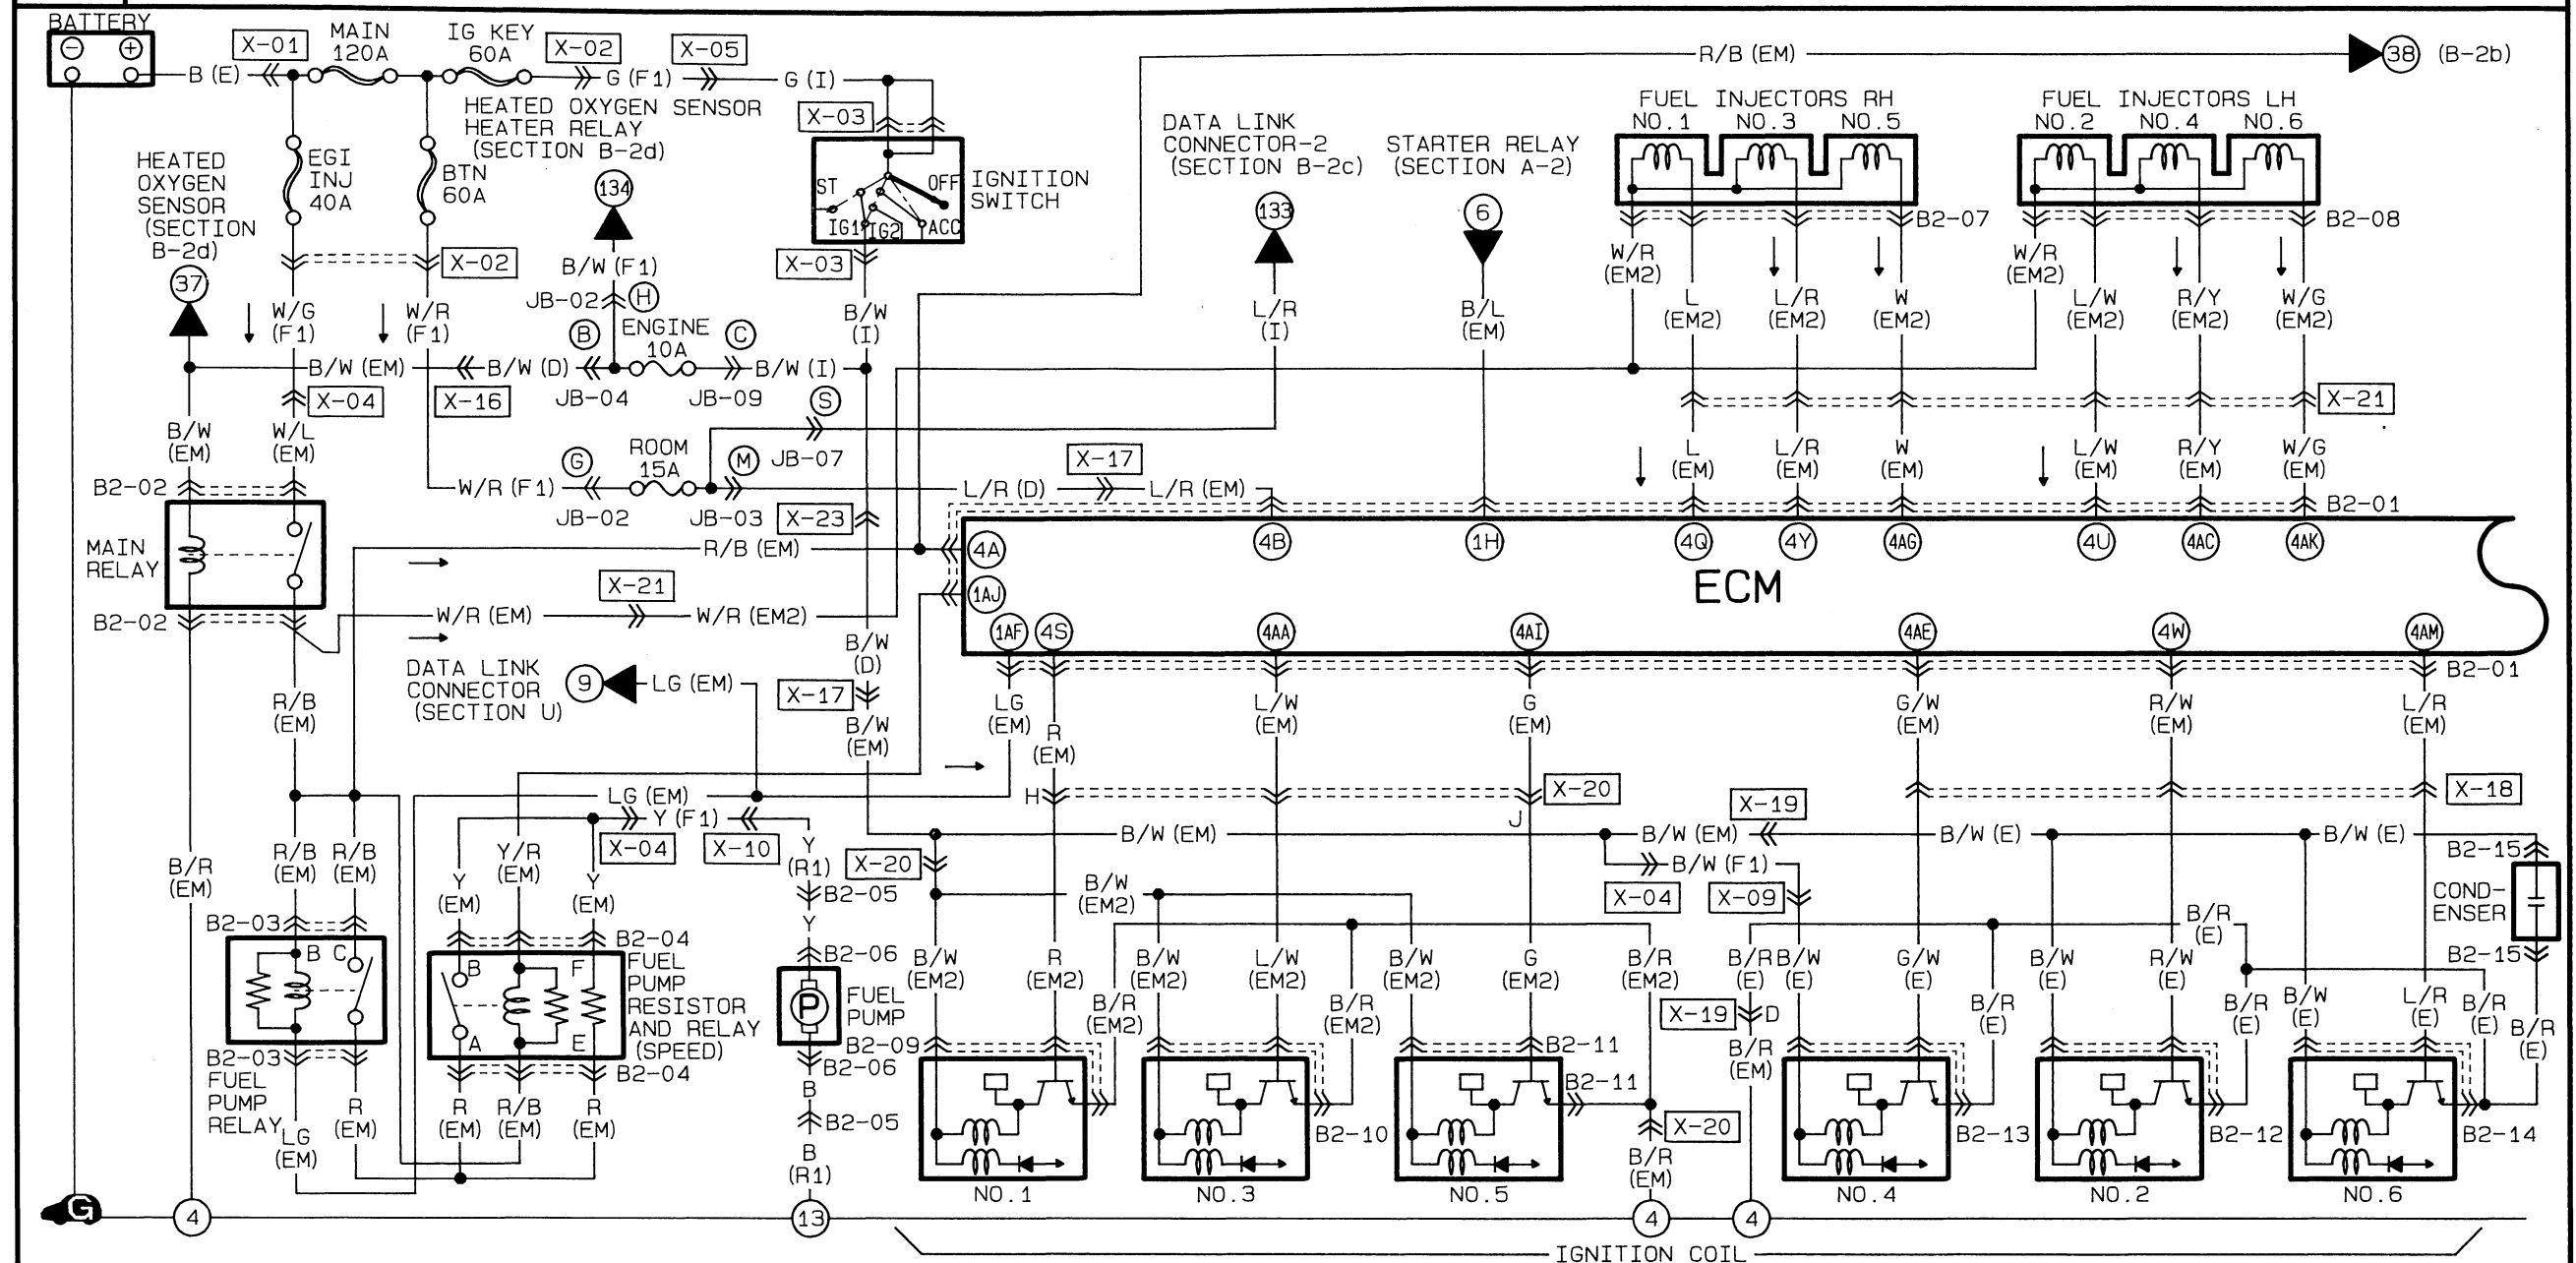 BATTERY
- +
B (E)
X-01
MAIN
120A
IG KEY
60A
X-02
G (F1)
X-05
G (I)
R/B (EM)
38 (B-2b)
HEATED OXYGEN SENSOR
HEATER RELAY
(SECTION B-2d)
134
X-03
ST
OFF
IG1
IG2
ACC
IGNITION
SWITCH
X-03
DATA LINK
CONNECTOR-2
(SECTION B-2c)
133
STARTER RELAY
(SECTION A-2)
6
FUEL INJECTORS RH
NO.1 NO.3 NO.5
B2-07
FUEL INJECTORS LH
NO.2 NO.4 NO.6
B2-08
HEATED
OXYGEN
SENSOR
(SECTION
B-2d)
37
EGI
INJ
40A
BTN
60A
X-02
W/G
(F1)
W/R
(F1)
B/W (F1)
JB-02 H
B
ENGINE
10A
C
B/W
(I)
L/R
(I)
B/L
(EM)
W/R
(EM2)
L
(EM2)
L/R
(EM2)
W
(EM2)
W/R
(EM2)
L/W
(EM2)
R/Y
(EM2)
W/G
(EM2)
B/W (EM)
B/W (D)
B/W (I)
X-04
X-16
JB-04
JB-09
S
X-21
B/W
(EM)
W/L
(EM)
G
ROOM
15A
M
JB-07
X-17
L
(EM)
L/R
(EM)
W
(EM)
L/W
(EM)
R/Y
(EM)
W/G
(EM)
B2-02
W/R (F1)
L/R (D)
L/R (EM)
JB-02
JB-03
X-23
B2-01
MAIN
RELAY
R/B (EM)
4A
4B
1H
4Q
4Y
4AG
4U
4AC
4AK
ECM
X-21
1AJ
B2-02
W/R (EM)
W/R (EM2)
1AF
4S
4AA
4AI
4AE
4W
4AM
B/W
(D)
B2-01
DATA LINK
CONNECTOR
(SECTION U)
9
LG (EM)
X-17
R/B
(EM)
B/W
(EM)
LG
(EM)
R
(EM)
L/W
(EM)
G
(EM)
G/W
(EM)
R/W
(EM)
L/R
(EM)
LG (EM)
H
X-20
J
X-19
X-18
Y (F1)
X-04
X-10
B/W (EM)
B/W (EM)
B/W (E)
B/W (E)
B/R
(EM)
R/B
(EM)
R/B
(EM)
Y
(EM)
Y/R
(EM)
Y
(EM)
Y
(R1)
X-20
B/W (F1)
X-04
X-09
B2-15
COND-
ENSER
B2-15
B2-05
Y
B2-06
B/W
(EM2)
B/R
(E)
B2-03
B C
B2-04
FUEL
PUMP
RESISTOR
AND RELAY
(SPEED)
B
F
A
E
B2-04
P
FUEL
PUMP
B2-06
B2-05
B
B
(R1)
B/W
(EM2)
R
(EM2)
B/R
(EM2)
B/W
(EM2)
L/W
(EM2)
B/R
(EM2)
B/W
(EM2)
G
(EM2)
B/R
(EM2)
B/R
(E)
B/W
(E)
G/W
(E)
B/R
(E)
B/W
(E)
R/W
(E)
B/R
(E)
B/W
(E)
L/R
(E)
B/R
(E)
B/R
(E)
X-19
D
B/R
(EM)
B2-09
B2-11
B2-11
B2-10
X-20
B/R
(EM)
B2-13
B2-12
B2-14
B2-03
FUEL
PUMP
RELAY
LG
(EM)
R
(EM)
R
(EM)
R/B
(EM)
R
(EM)
NO.1
NO.3
NO.5
NO.4
NO.2
NO.6
G
4
13
4
4
IGNITION COIL